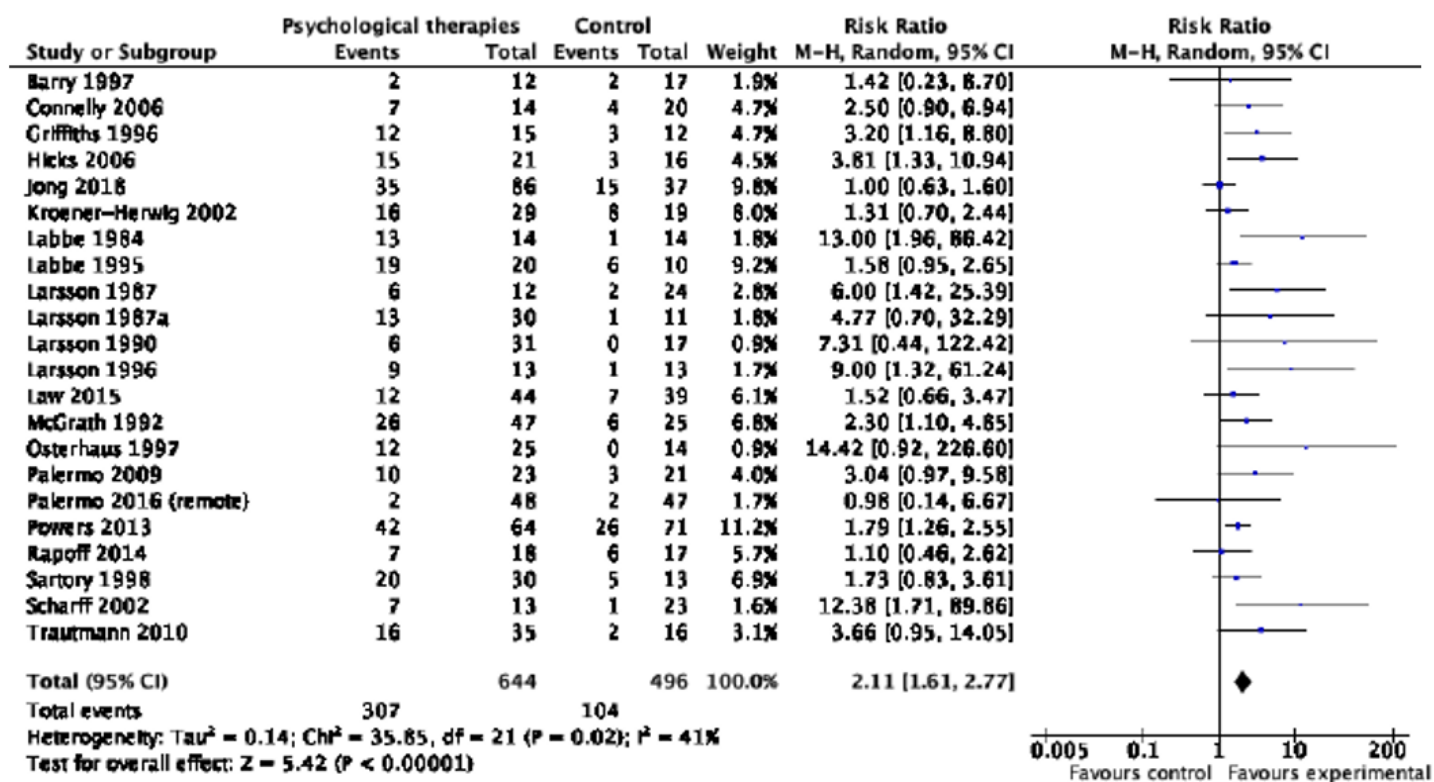 Psychological therapies Control Risk Ratio Risk Ratio
Study or Subgroup Events Total Events Total Weight M-H, Random, 95% CI M-H, Random, 95% CI
Barry 1997 2 12 2 17 1.9% 1.42 [0.23, 8.70]
Connelly 2006 7 14 4 20 4.7% 2.50 [0.90, 6.94]
Griffiths 1996 12 15 3 12 4.7% 3.20 [1.16, 8.80]
Hicks 2006 15 21 3 16 4.5% 3.81 [1.33, 10.94]
Jong 2018 35 86 15 37 9.8% 1.00 [0.63, 1.60]
Kroener-Herwig 2002 16 29 8 19 8.0% 1.31 [0.70, 2.44]
Labbe 1984 13 14 1 14 1.8% 13.00 [1.96, 86.42]
Labbe 1995 19 20 6 10 9.2% 1.58 [0.95, 2.65]
Larsson 1987 6 12 2 24 2.8% 6.00 [1.42, 25.39]
Larsson 1987a 13 30 1 11 1.8% 4.77 [0.70, 32.29]
Larsson 1990 6 31 0 17 0.9% 7.31 [0.44, 122.42]
Larsson 1996 9 13 1 13 1.7% 9.00 [1.32, 61.24]
Law 2015 12 44 7 39 6.1% 1.52 [0.66, 3.47]
McGrath 1992 26 47 6 25 6.8% 2.30 [1.10, 4.85]
Osterhaus 1997 12 25 0 14 0.9% 14.42 [0.92, 226.60]
Palermo 2009 10 23 3 21 4.0% 3.04 [0.97, 9.58]
Palermo 2016 (remote) 2 48 2 47 1.7% 0.98 [0.14, 6.67]
Powers 2013 42 64 26 71 11.2% 1.79 [1.26, 2.55]
Rapoff 2014 7 18 6 17 5.7% 1.10 [0.46, 2.62]
Sartory 1998 20 30 5 13 6.9% 1.73 [0.83, 3.61]
Scharff 2002 7 13 1 23 1.6% 12.38 [1.71, 89.86]
Trautmann 2010 16 35 2 16 3.1% 3.66 [0.95, 14.05]
Total (95% CI) 644 496 100.0% 2.11 [1.61, 2.77]
Total events 307 104
Heterogeneity: Tau² = 0.14; Chi² = 35.85, df = 21 (P = 0.02); I² = 41%
Test for overall effect: Z = 5.42 (P < 0.00001)
0.005 0.1 1 10 200
Favours control Favours experimental